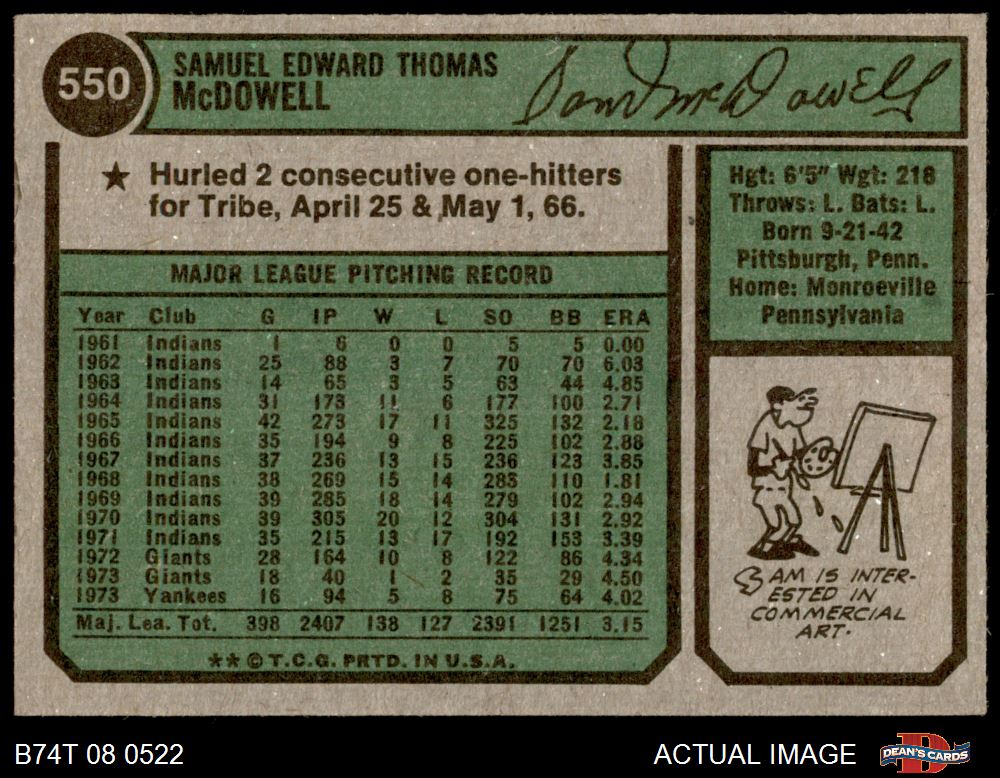 550
SAMUEL EDWARD THOMAS
McDOWELL
Sam McDowell
★ Hurled 2 consecutive one-hitters
for Tribe, April 25 & May 1, 66.
MAJOR LEAGUE PITCHING RECORD
Year Club G IP W L SO BB ERA
1961 Indians 1 6 0 0 5 5 0.00
1962 Indians 25 88 3 7 70 70 6.03
1963 Indians 14 65 3 5 63 44 4.85
1964 Indians 31 173 11 6 177 100 2.71
1965 Indians 42 273 17 11 325 132 2.18
1966 Indians 35 194 9 8 225 102 2.88
1967 Indians 37 236 13 15 236 123 3.85
1968 Indians 38 269 15 14 283 110 1.81
1969 Indians 39 285 18 14 279 102 2.94
1970 Indians 39 305 20 12 304 131 2.92
1971 Indians 35 215 13 17 192 153 3.39
1972 Giants 28 164 10 8 122 86 4.34
1973 Giants 18 40 1 2 35 29 4.50
1973 Yankees 16 94 5 8 75 64 4.02
Maj. Lea. Tot. 398 2407 138 127 2391 1251 3.15
** © T.C.G. PRTD. IN U.S.A.
Hgt: 6'5" Wgt: 218
Throws: L. Bats: L.
Born 9-21-42
Pittsburgh, Penn.
Home: Monroeville
Pennsylvania
SAM IS INTER-
ESTED IN
COMMERCIAL
ART.
B74T 08 0522
ACTUAL IMAGE
DEAN'S CARDS